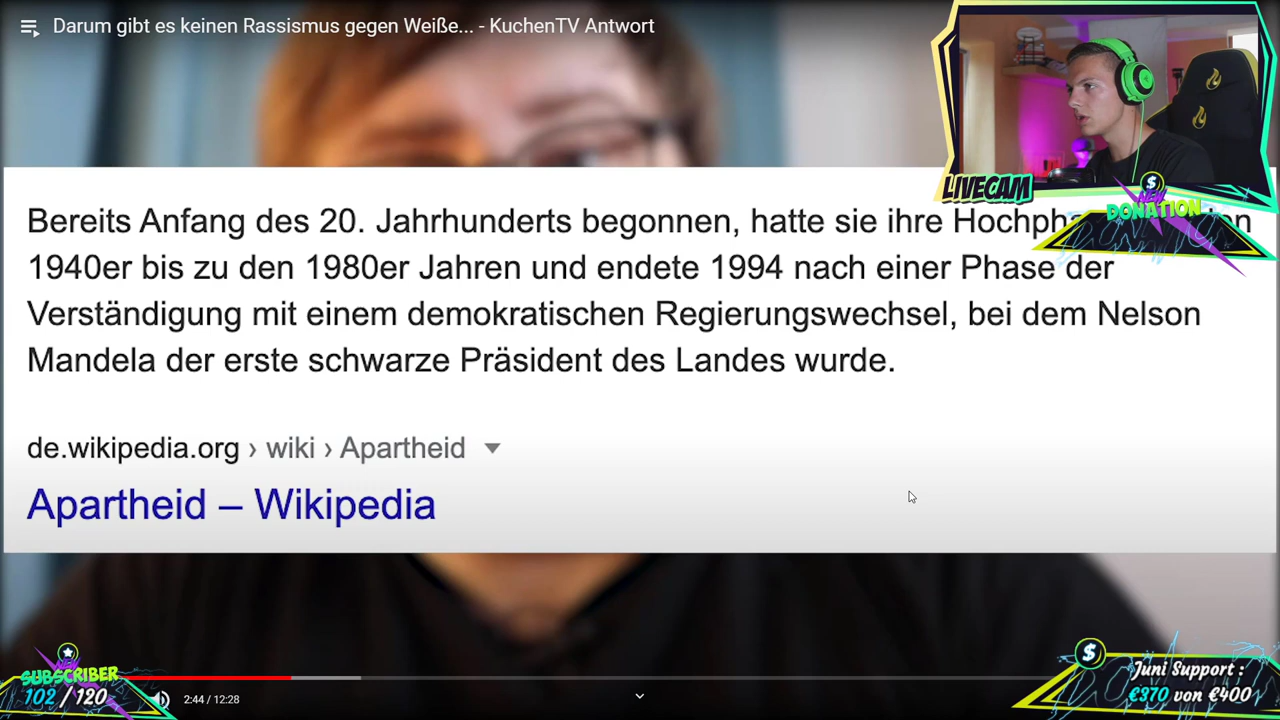 Darum gibt es keinen Rassismus gegen Weiße... - KuchenTV Antwort
LIVECAM
NEW
DONATION
Bereits Anfang des 20. Jahrhunderts begonnen, hatte sie ihre
1940er bis zu den 1980er Jahren und endete 1994 nach einer Phase der
Verständigung mit einem demokratischen Regierungswechsel, bei dem Nelson
Mandela der erste schwarze Präsident des Landes wurde.
de.wikipedia.org › wiki › Apartheid
Apartheid – Wikipedia
NEW
SUBSCRIBER
102 / 120
2:44 / 12:28
$
Juni Support :
€370 von €400